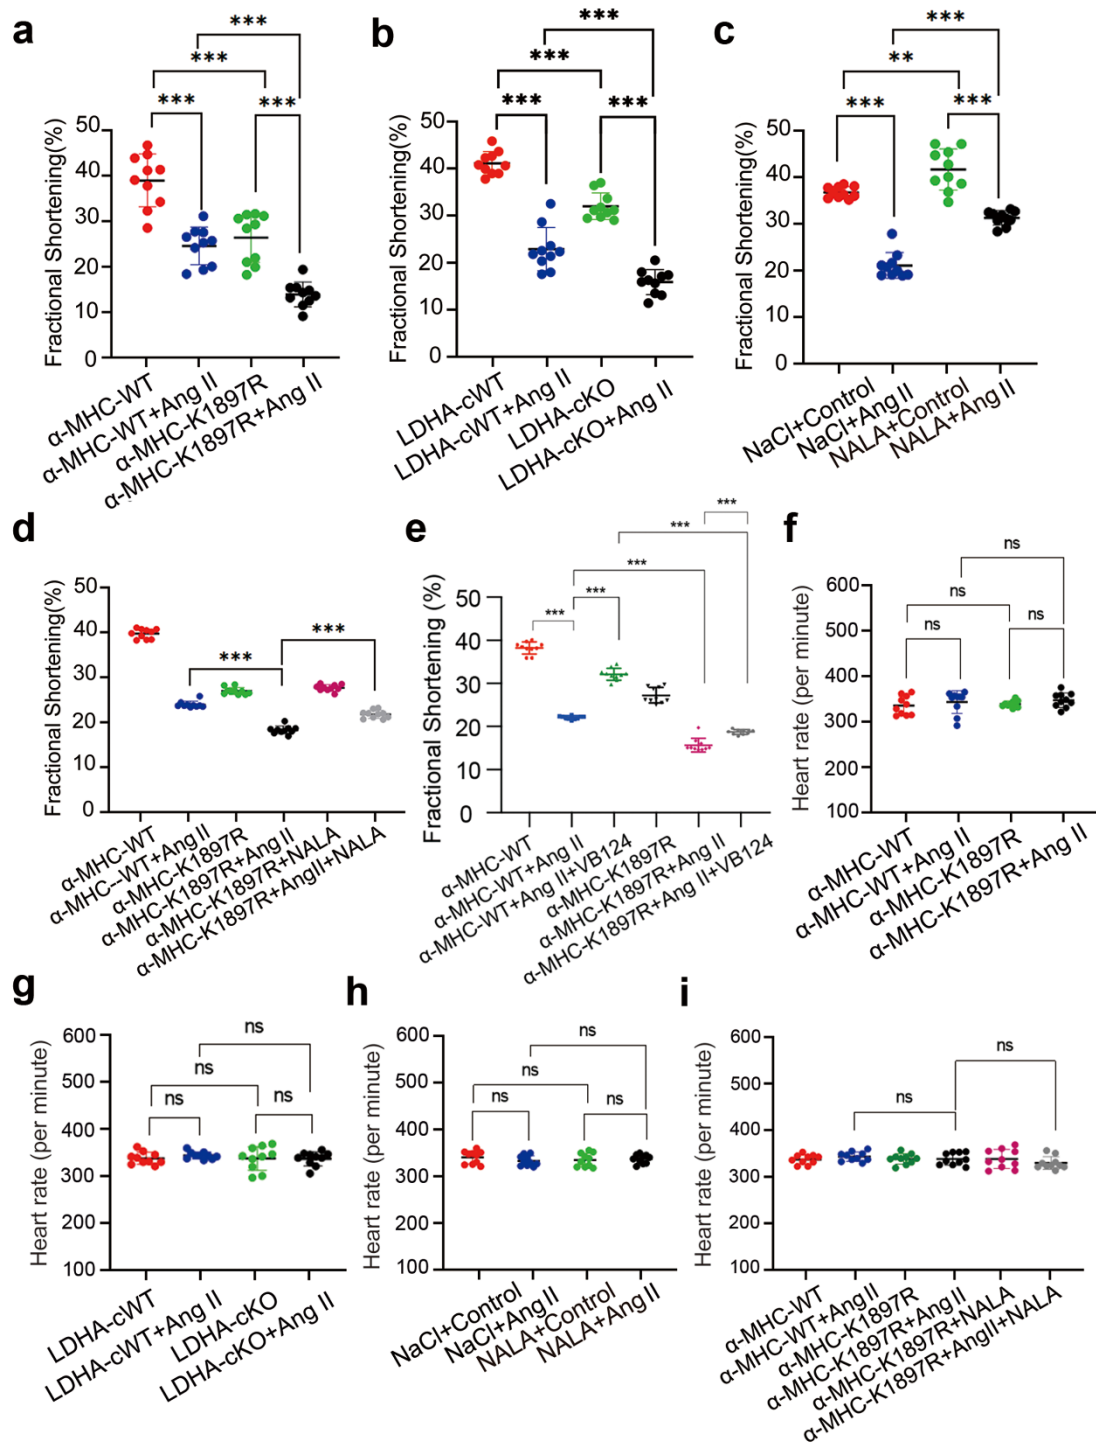 a
***
***
***
***
Fractional Shortening(%)
50
40
30
20
10
0
α-MHC-WT
α-MHC-WT+Ang II
α-MHC-K1897R
α-MHC-K1897R+Ang II
b
***
***
***
***
Fractional Shortening(%)
50
40
30
20
10
0
LDHA-cWT
LDHA-cWT+Ang II
LDHA-cKO
LDHA-cKO+Ang II
c
***
**
***
***
Fractional Shortening(%)
50
40
30
20
10
0
NaCl+Control
NaCl+Ang II
NALA+Control
NALA+Ang II
d
***
***
Fractional Shortening(%)
50
40
30
20
10
0
α-MHC-WT
α-MHC--WT+Ang II
α-MHC-K1897R
α-MHC-K1897R+Ang II
α-MHC-K1897R+NALA
α-MHC-K1897R+AngII+NALA
e
***
***
***
***
***
Fractional Shortening (%)
50
40
30
20
10
0
α-MHC-WT
α-MHC-WT+Ang II
α-MHC-WT+Ang II+VB124
α-MHC-K1897R
α-MHC-K1897R+Ang II
α-MHC-K1897R+Ang II+VB124
f
ns
ns
ns
ns
Heart rate (per minute)
600
500
400
300
200
100
α-MHC-WT
α-MHC-WT+Ang II
α-MHC-K1897R
α-MHC-K1897R+Ang II
g
ns
ns
ns
ns
Heart rate (per minute)
600
500
400
300
200
100
LDHA-cWT
LDHA-cWT+Ang II
LDHA-cKO
LDHA-cKO+Ang II
h
ns
ns
ns
ns
Heart rate (per minute)
600
500
400
300
200
100
NaCl+Control
NaCl+Ang II
NALA+Control
NALA+Ang II
i
ns
ns
Heart rate (per minute)
600
500
400
300
200
100
α-MHC-WT
α-MHC-WT+Ang II
α-MHC-K1897R
α-MHC-K1897R+Ang II
α-MHC-K1897R+NALA
α-MHC-K1897R+AngII+NALA